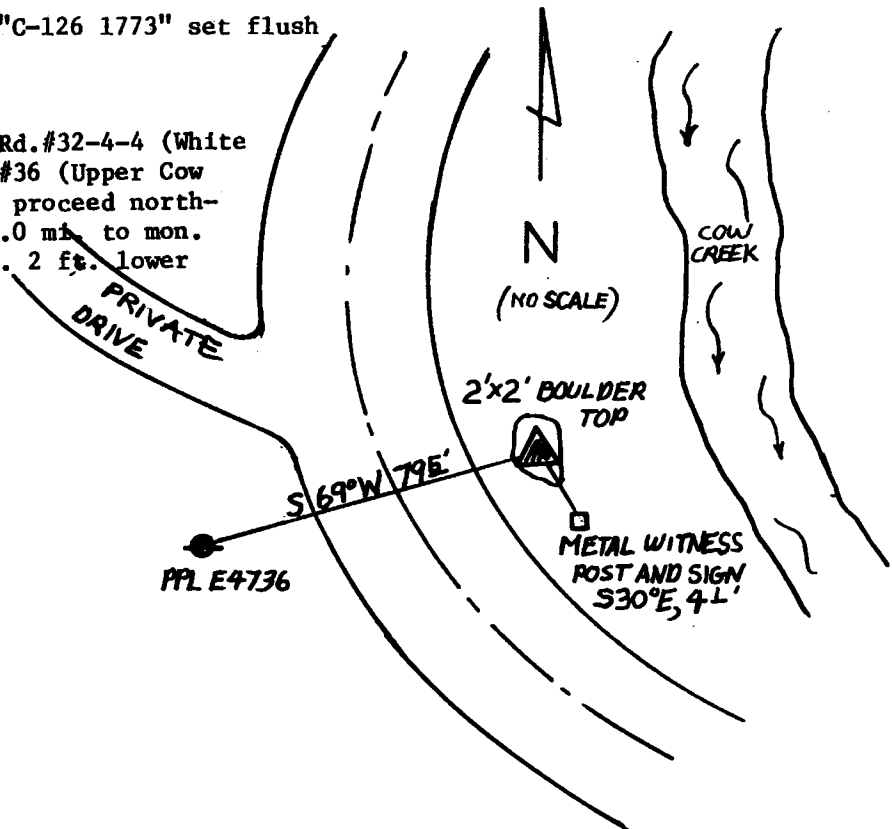 "C-126 1773" set flush
Rd.#32-4-4 (White
#36 (Upper Cow
proceed north-
.0 mi. to mon.
. 2 ft. lower
PRIVATE
DRIVE
N
(NO SCALE)
COW
CREEK
2'x2' BOULDER
TOP
S 69°W 795'
PPL E4736
METAL WITNESS
POST AND SIGN
S30°E, 4⊥'